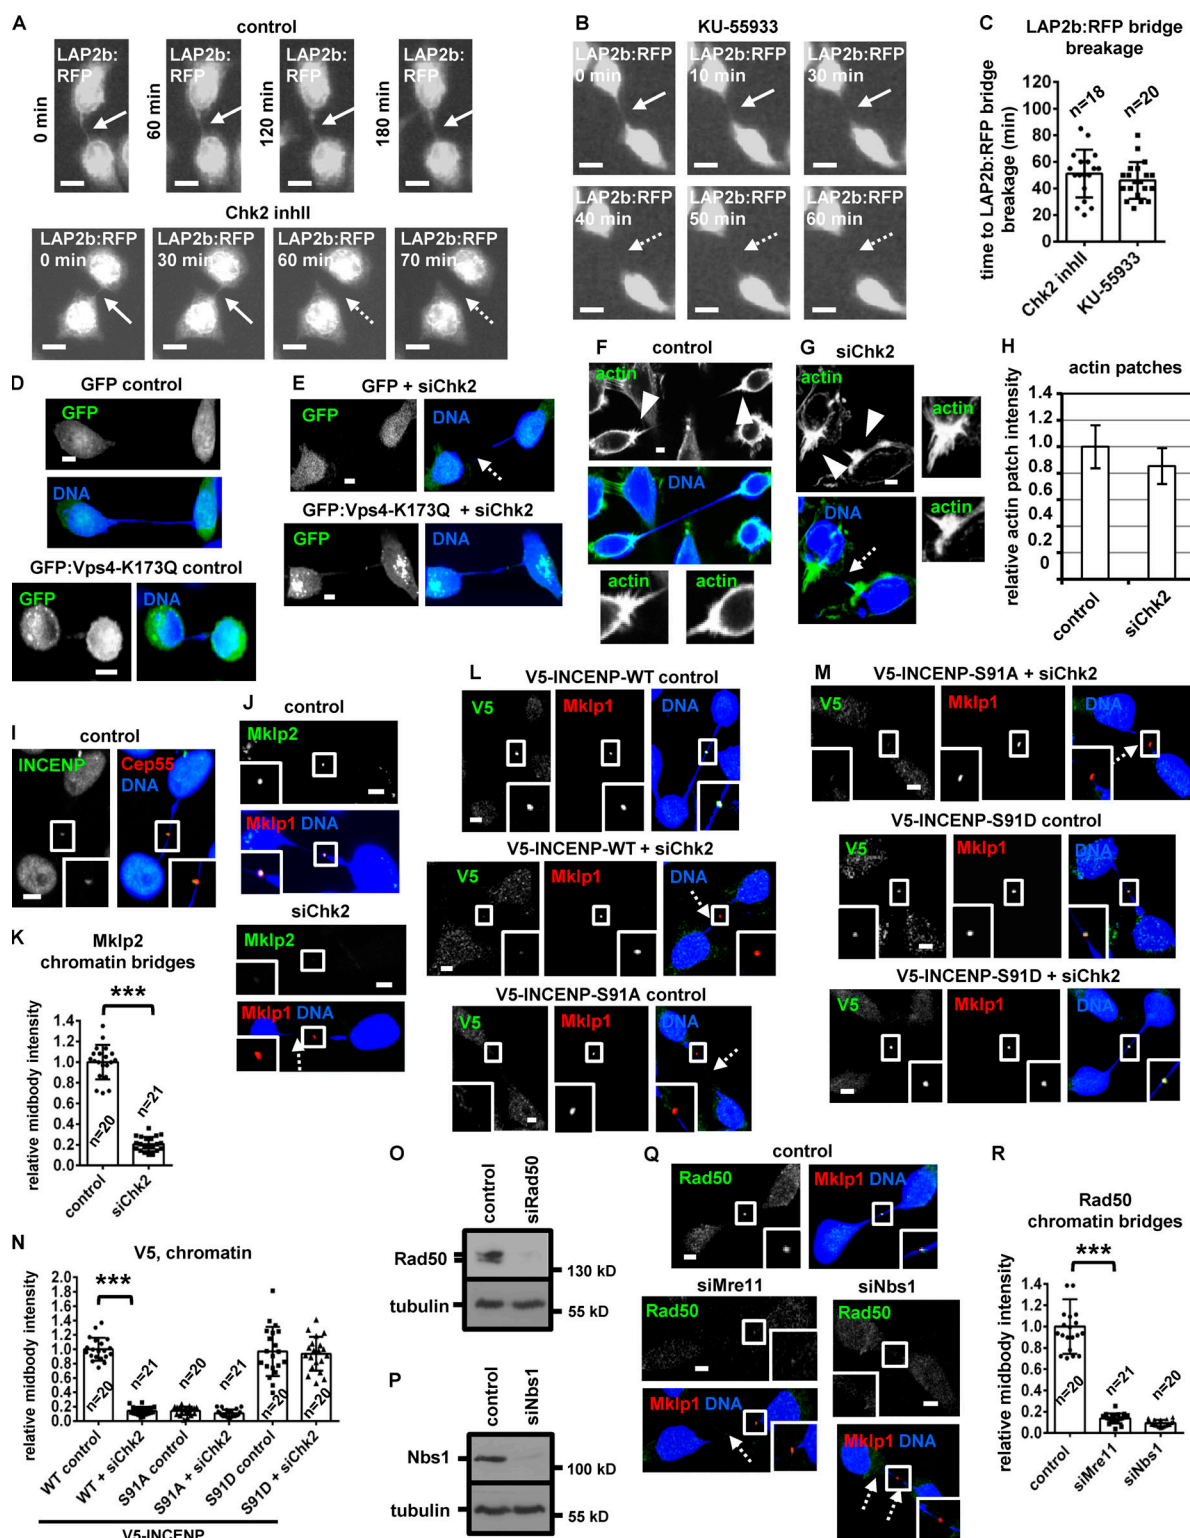 A
control
LAP2b:
RFP
LAP2b:
RFP
LAP2b:
RFP
LAP2b:
RFP
0 min
60 min
120 min
180 min
Chk2 inhII
LAP2b:RFP
0 min
LAP2b:RFP
30 min
LAP2b:RFP
60 min
LAP2b:RFP
70 min
B
KU-55933
LAP2b:RFP
0 min
LAP2b:RFP
10 min
LAP2b:RFP
30 min
LAP2b:RFP
40 min
LAP2b:RFP
50 min
LAP2b:RFP
60 min
C
LAP2b:RFP bridge
breakage
time to LAP2b:RFP bridge
breakage (min)
120
100
80
60
40
20
0
n=18
n=20
Chk2 inhII
KU-55933
D
GFP control
GFP
DNA
GFP:Vps4-K173Q control
GFP
DNA
E
GFP + siChk2
GFP
DNA
GFP:Vps4-K173Q + siChk2
GFP
DNA
F
control
actin
DNA
actin
actin
G
siChk2
actin
DNA
actin
actin
H
actin patches
relative actin patch intensity
1.4
1.2
1.0
0.8
0.6
0.4
0.2
0
control
siChk2
I
control
INCENP
Cep55
DNA
J
control
Mklp2
Mklp1 DNA
siChk2
Mklp2
Mklp1 DNA
K
Mklp2
chromatin bridges
relative midbody intensity
1.4
1.2
1.0
0.8
0.6
0.4
0.2
0.0
***
n=20
n=21
control
siChk2
L
V5-INCENP-WT control
V5
Mklp1
DNA
V5-INCENP-WT + siChk2
V5
Mklp1
DNA
V5-INCENP-S91A control
V5
Mklp1
DNA
M
V5-INCENP-S91A + siChk2
V5
Mklp1
DNA
V5-INCENP-S91D control
V5
Mklp1
DNA
V5-INCENP-S91D + siChk2
V5
Mklp1
DNA
N
V5, chromatin
relative midbody intensity
2.0
1.8
1.6
1.4
1.2
1.0
0.8
0.6
0.4
0.2
0.0
***
n=20
n=21
n=20
n=21
n=20
n=20
WT control
WT + siChk2
S91A control
S91A + siChk2
S91D control
S91D + siChk2
V5-INCENP
O
control
siRad50
Rad50
130 kD
tubulin
55 kD
P
control
siNbs1
Nbs1
100 kD
tubulin
55 kD
Q
control
Rad50
Mklp1 DNA
siMre11
Rad50
Mklp1 DNA
siNbs1
Rad50
Mklp1 DNA
R
Rad50
chromatin bridges
relative midbody intensity
1.4
1.2
1.0
0.8
0.6
0.4
0.2
0.0
***
n=20
n=21
n=20
control
siMre11
siNbs1